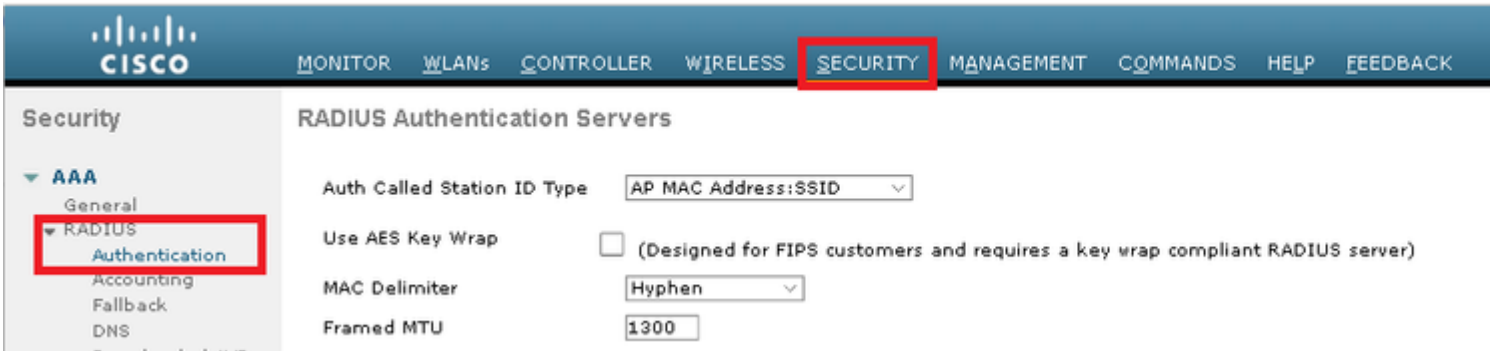 CISCO
MONITOR WLANs CONTROLLER WIRELESS SECURITY MANAGEMENT COMMANDS HELP FEEDBACK
Security
AAA
General
RADIUS
Authentication
Accounting
Fallback
DNS
RADIUS Authentication Servers
Auth Called Station ID Type AP MAC Address:SSID
Use AES Key Wrap (Designed for FIPS customers and requires a key wrap compliant RADIUS server)
MAC Delimiter Hyphen
Framed MTU 1300